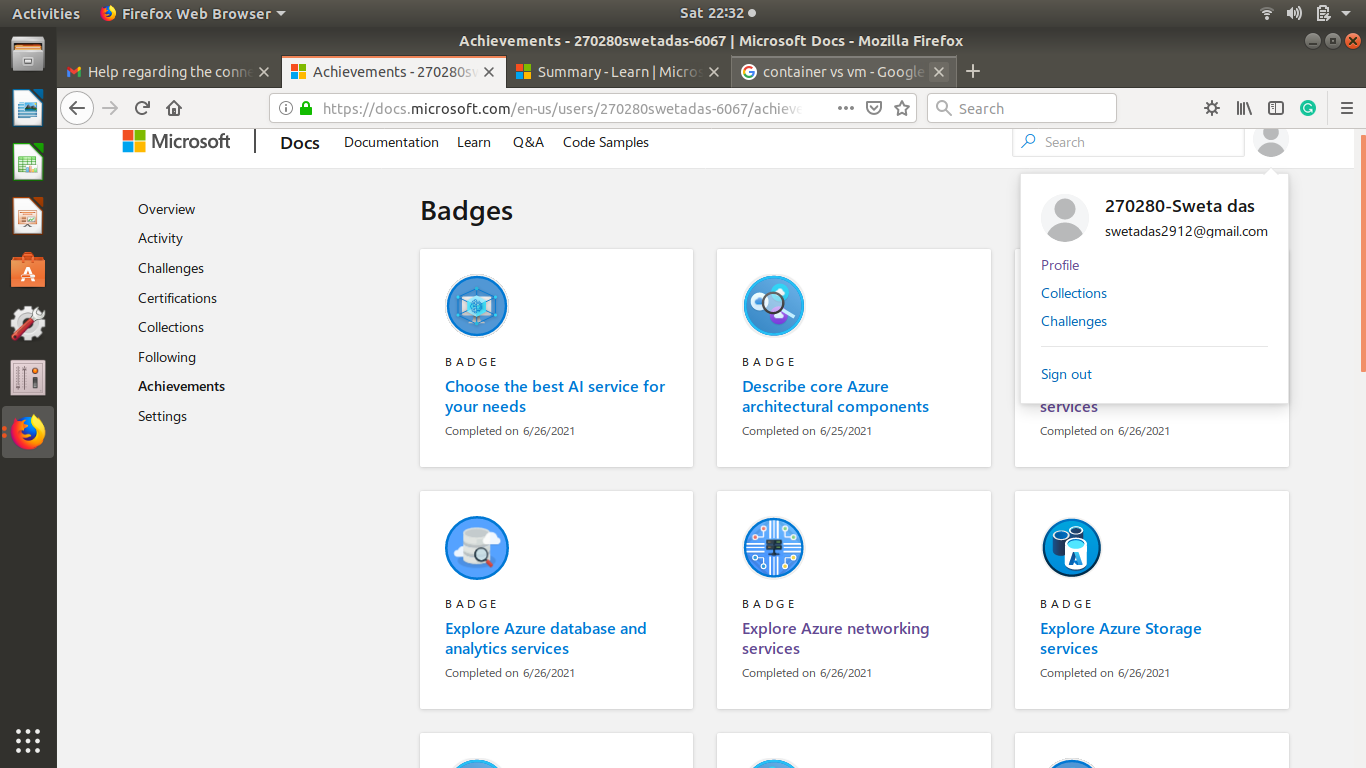 Activities
Firefox Web Browser
Sat 22:32
Achievements - 270280swetadas-6067 | Microsoft Docs - Mozilla Firefox
Help regarding the conne
Achievements - 270280sw
Summary - Learn | Micros
container vs vm - Google
https://docs.microsoft.com/en-us/users/270280swetadas-6067/achieve
Search
Microsoft
Docs
Documentation
Learn
Q&A
Code Samples
Search
270280-Sweta das
swetadas2912@gmail.com
Profile
Collections
Challenges
Sign out
Overview
Activity
Challenges
Certifications
Collections
Following
Achievements
Settings
Badges
BADGE
Choose the best AI service for
your needs
Completed on 6/26/2021
BADGE
Describe core Azure
architectural components
Completed on 6/25/2021
services
Completed on 6/26/2021
BADGE
Explore Azure database and
analytics services
Completed on 6/26/2021
BADGE
Explore Azure networking
services
Completed on 6/26/2021
BADGE
Explore Azure Storage
services
Completed on 6/26/2021